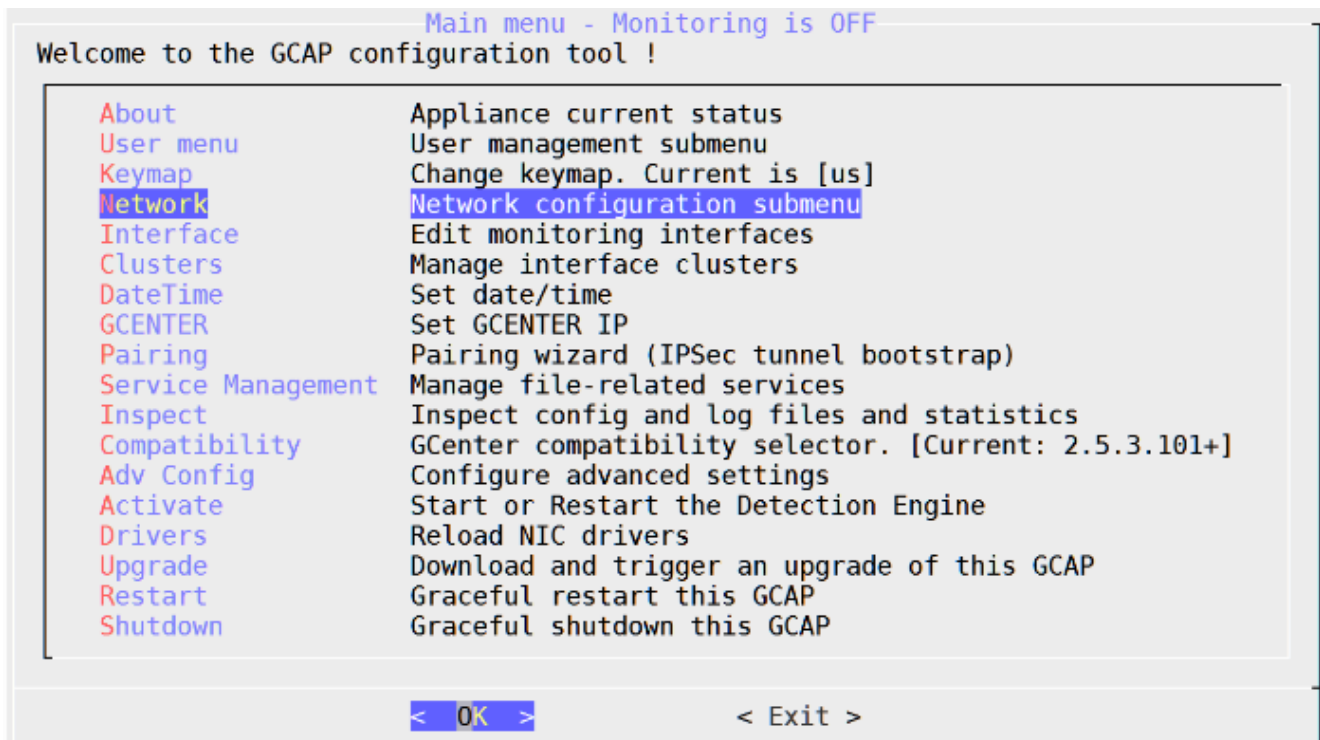 Main menu - Monitoring is OFF
Welcome to the GCAP configuration tool !
About Appliance current status
User menu User management submenu
Keymap Change keymap. Current is [us]
Network Network configuration submenu
Interface Edit monitoring interfaces
Clusters Manage interface clusters
DateTime Set date/time
GCENTER Set GCENTER IP
Pairing Pairing wizard (IPSec tunnel bootstrap)
Service Management Manage file-related services
Inspect Inspect config and log files and statistics
Compatibility GCenter compatibility selector. [Current: 2.5.3.101+]
Adv Config Configure advanced settings
Activate Start or Restart the Detection Engine
Drivers Reload NIC drivers
Upgrade Download and trigger an upgrade of this GCAP
Restart Graceful restart this GCAP
Shutdown Graceful shutdown this GCAP
< OK > < Exit >